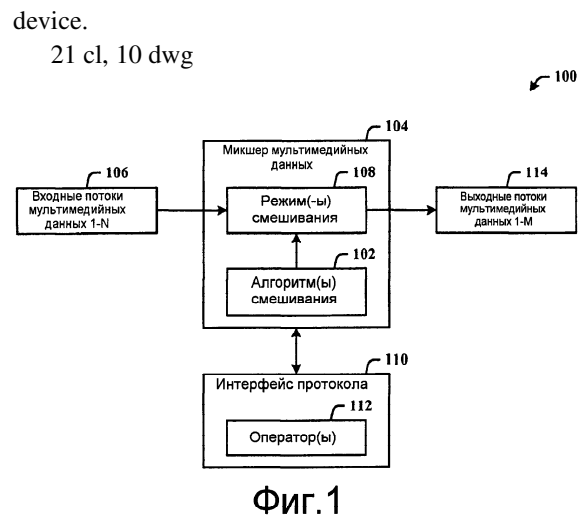 device.
21 cl, 10 dwg
100
104
Микшер мультимедийных
данных
106
Входные потоки
мультимедийных
данных 1-N
108
Режим(-ы)
смешивания
114
Выходные потоки
мультимедийных
данных 1-M
102
Алгоритм(ы)
смешивания
110
Интерфейс протокола
112
Оператор(ы)
Фиг.1